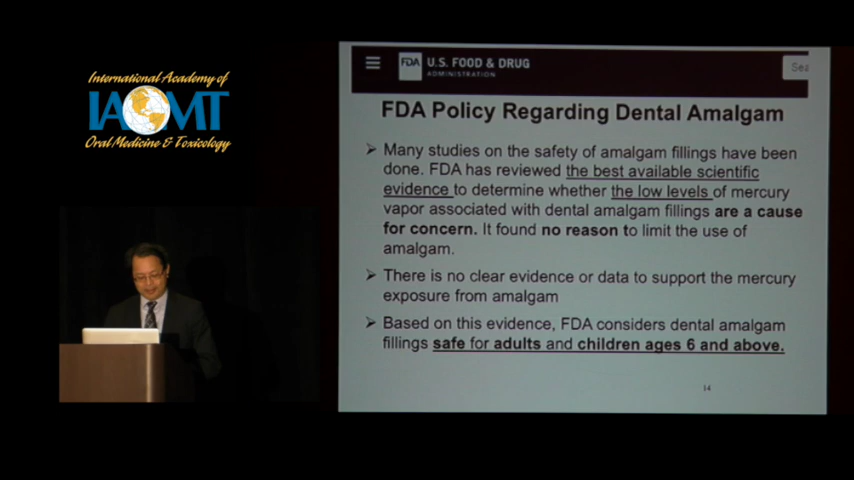 International Academy of
IAOMT
Oral Medicine & Toxicology
FDA U.S. FOOD & DRUG
ADMINISTRATION
Sea
FDA Policy Regarding Dental Amalgam
➢ Many studies on the safety of amalgam fillings have been
done. FDA has reviewed the best available scientific
evidence to determine whether the low levels of mercury
vapor associated with dental amalgam fillings are a cause
for concern. It found no reason to limit the use of
amalgam.
➢ There is no clear evidence or data to support the mercury
exposure from amalgam
➢ Based on this evidence, FDA considers dental amalgam
fillings safe for adults and children ages 6 and above.
14